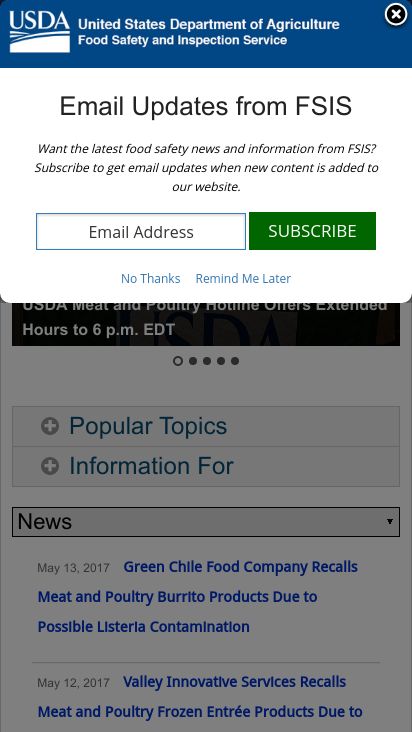 USDA United States Department of Agriculture
Food Safety and Inspection Service
Email Updates from FSIS
Want the latest food safety news and information from FSIS?
Subscribe to get email updates when new content is added to
our website.
Email Address SUBSCRIBE
No Thanks Remind Me Later
USDA Meat and Poultry Hotline Offers Extended
Hours to 6 p.m. EDT
Popular Topics
Information For
News
May 13, 2017 Green Chile Food Company Recalls
Meat and Poultry Burrito Products Due to
Possible Listeria Contamination
May 12, 2017 Valley Innovative Services Recalls
Meat and Poultry Frozen Entrée Products Due to